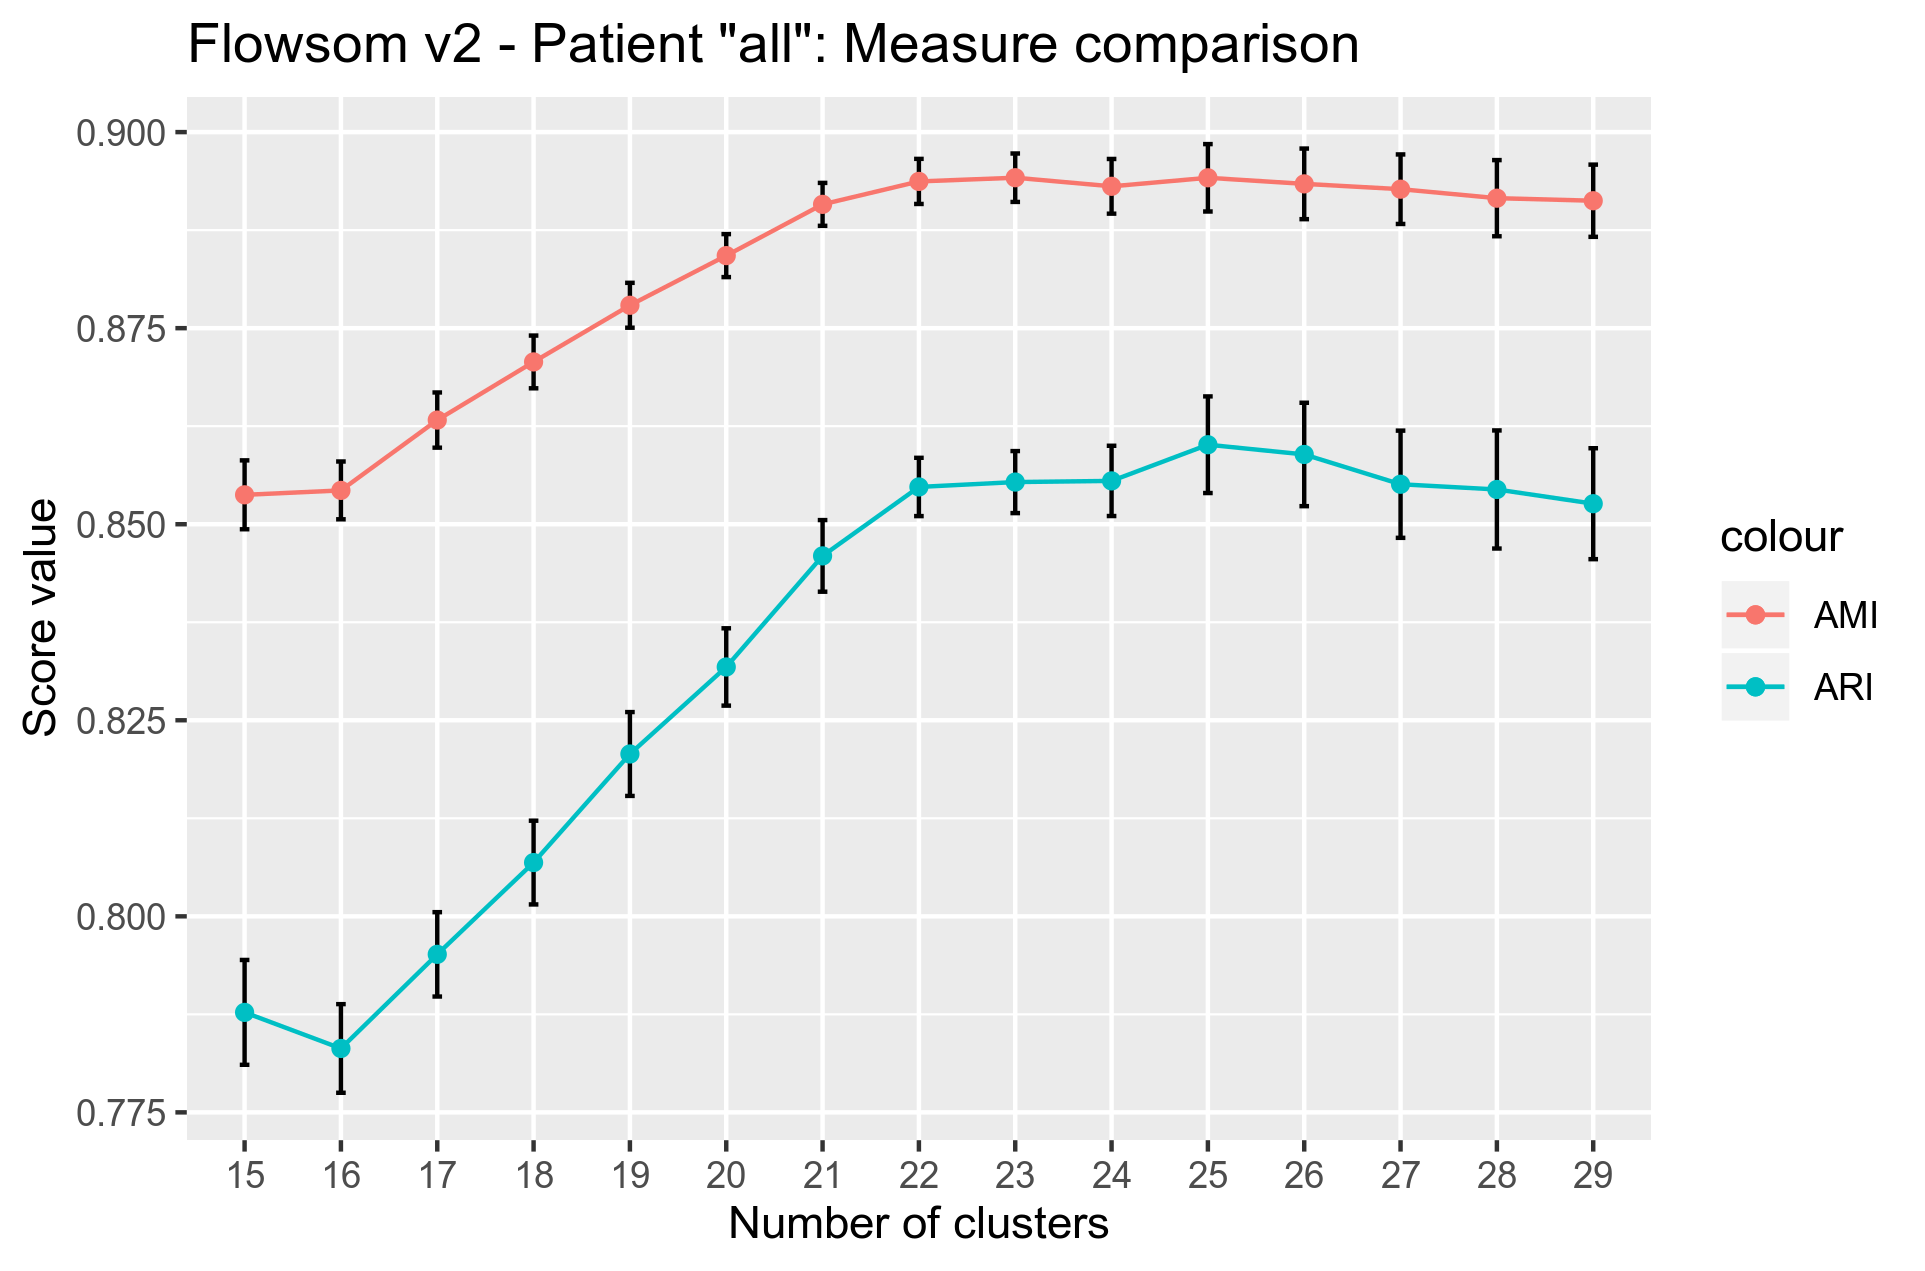 Flowsom v2 - Patient "all": Measure comparison
0.900
0.875
0.850
0.825
0.800
0.775
Score value
15 16 17 18 19 20 21 22 23 24 25 26 27 28 29
Number of clusters
colour
AMI
ARI